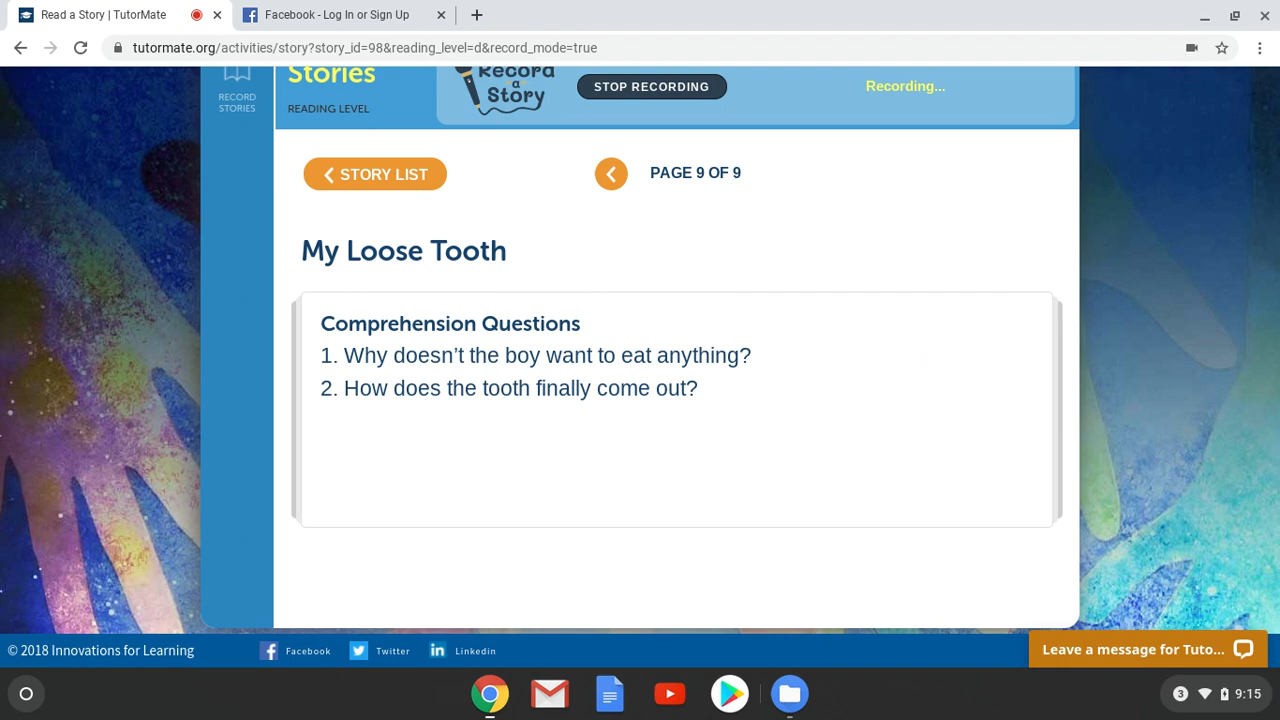 Read a Story | TutorMate
Facebook - Log In or Sign Up
tutormate.org/activities/story?story_id=98&reading_level=d&record_mode=true
RECORD
STORIES
Stories
READING LEVEL
Record
a
Story
STOP RECORDING
Recording...
STORY LIST
PAGE 9 OF 9
My Loose Tooth
Comprehension Questions
1. Why doesn’t the boy want to eat anything?
2. How does the tooth finally come out?
© 2018 Innovations for Learning
Facebook
Twitter
Linkedin
Leave a message for Tuto...
3
9:15